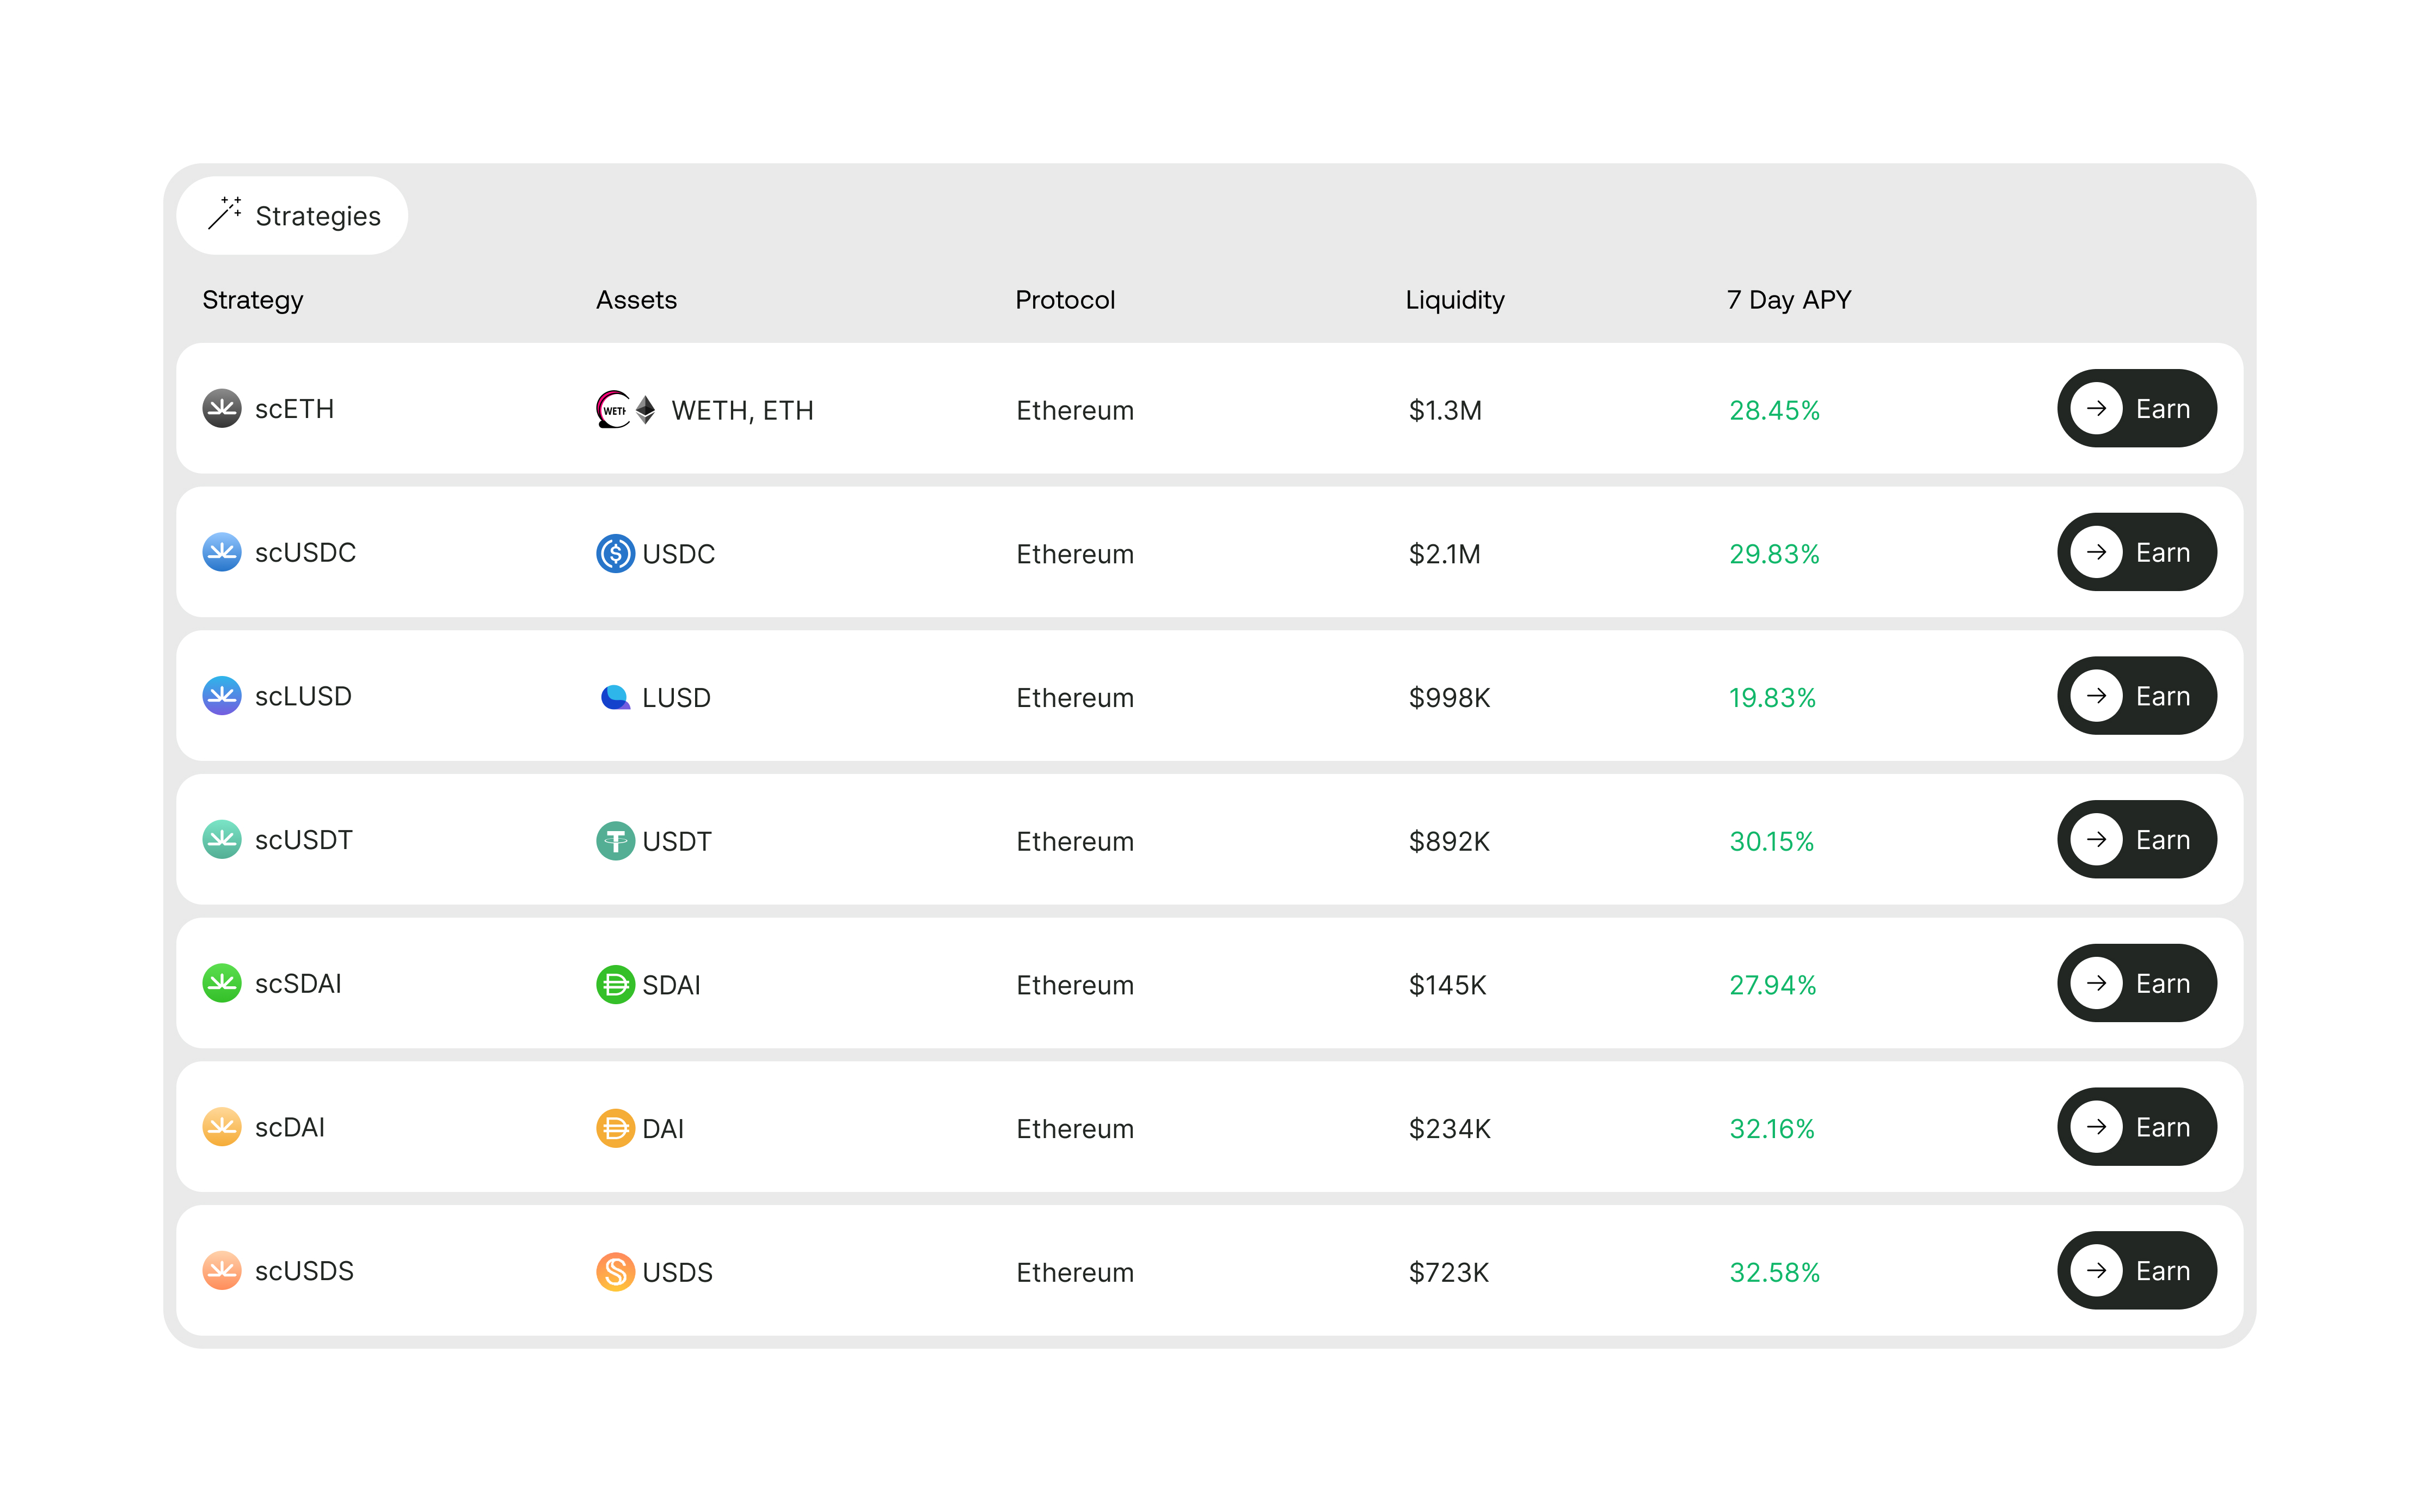 Strategies
Strategy Assets Protocol Liquidity 7 Day APY
scETH WETH WETH, ETH Ethereum $1.3M 28.45% Earn
scUSDC USDC Ethereum $2.1M 29.83% Earn
scLUSD LUSD Ethereum $998K 19.83% Earn
scUSDT USDT Ethereum $892K 30.15% Earn
scSDAI SDAI Ethereum $145K 27.94% Earn
scDAI DAI Ethereum $234K 32.16% Earn
scUSDS USDS Ethereum $723K 32.58% Earn